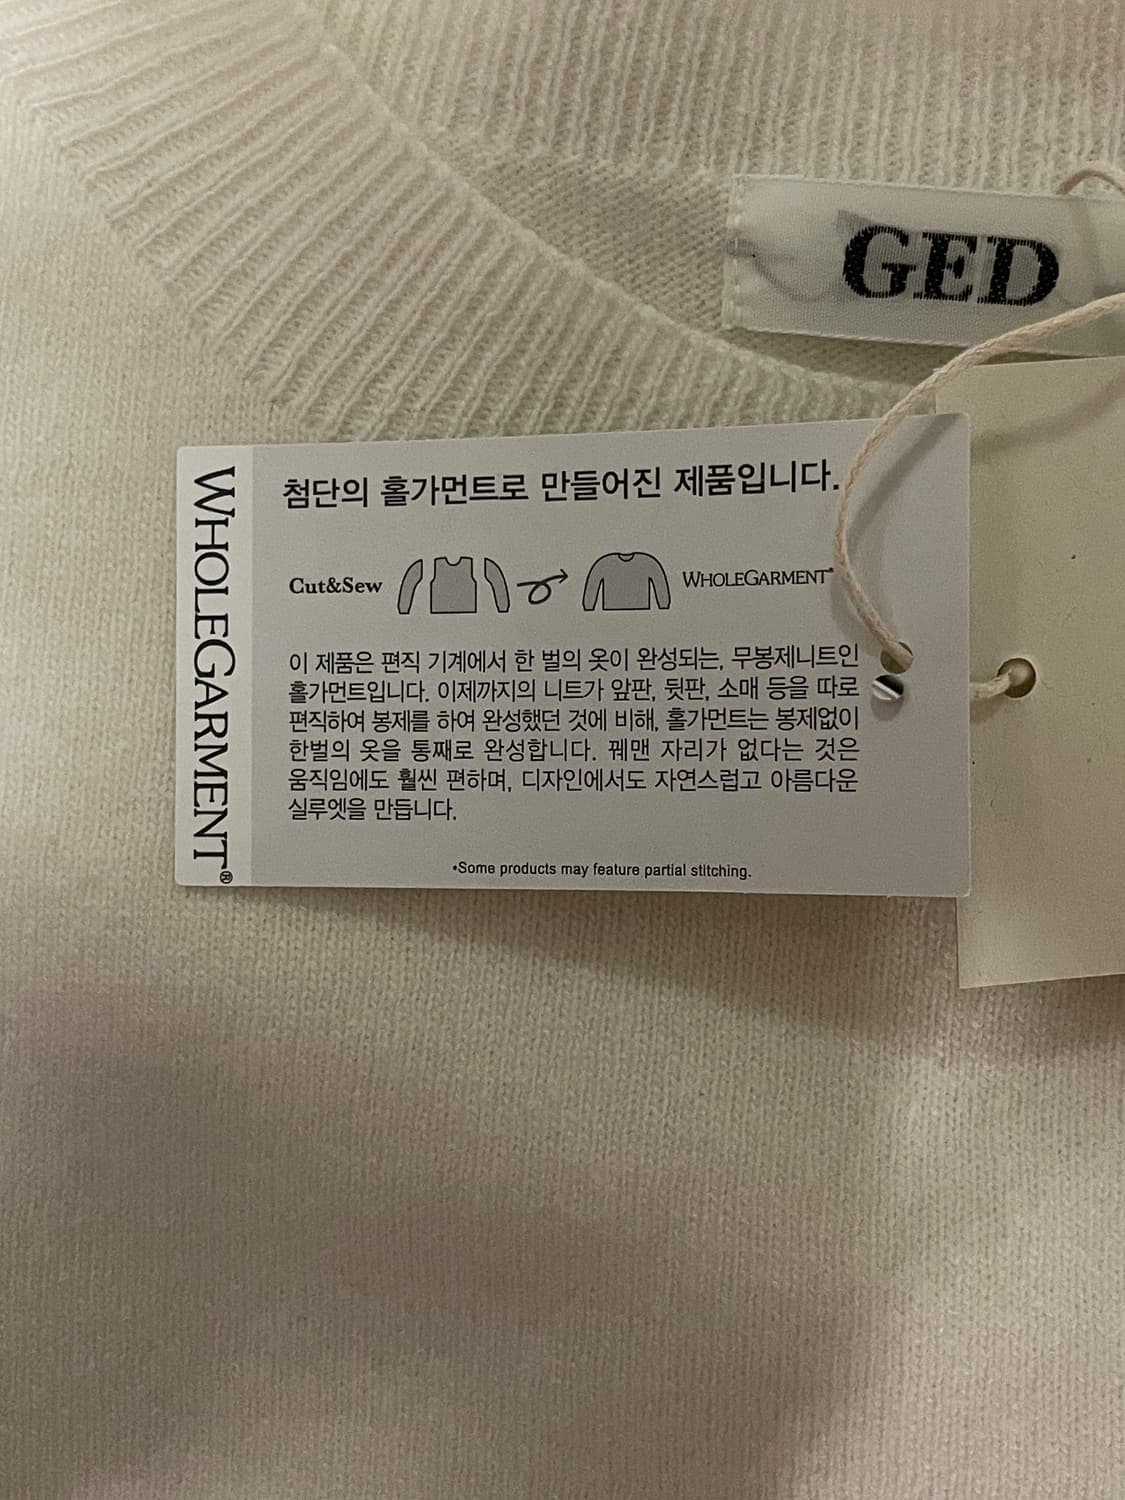 GED
WHOLEGARMENT®
첨단의 홀가먼트로 만들어진 제품입니다.
Cut&Sew
WHOLEGARMENT®
이 제품은 편직 기계에서 한 벌의 옷이 완성되는, 무봉제니트인
홀가먼트입니다. 이제까지의 니트가 앞판, 뒷판, 소매 등을 따로
편직하여 봉제를 하여 완성했던 것에 비해, 홀가먼트는 봉제없이
한벌의 옷을 통째로 완성합니다. 꿰맨 자리가 없다는 것은
움직임에도 훨씬 편하며, 디자인에서도 자연스럽고 아름다운
실루엣을 만듭니다.
•Some products may feature partial stitching.